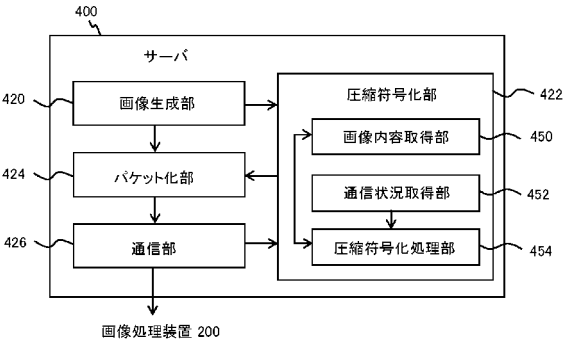 400
サーバ
420
画像生成部
圧縮符号化部
422
画像内容取得部
450
424
パケット化部
通信状況取得部
452
426
通信部
圧縮符号化処理部
454
画像処理装置 200